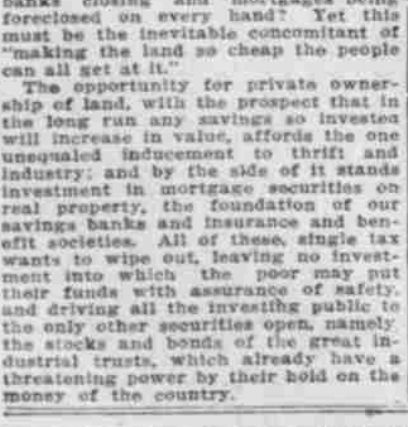 banks closing and mortgages being
foreclosed on every hand? Yet this
must be the inevitable concomitant of
"making the land so cheap the people
can all get at it."
The opportunity for private owner-
ship of land, with the prospect that in
the long run any savings so invested
will increase in value, affords the one
unequaled inducement to thrift and
industry; and by the side of it stands
investment in mortgage securities on
real property, the foundation of our
savings banks and insurance and ben-
efit societies. All of these, single tax
wants to wipe out, leaving no invest-
ment into which the poor may put
their funds with assurance of safety,
and driving all the investing public to
the only other securities open, namely
the stocks and bonds of the great in-
dustrial trusts, which already have a
threatening power by their hold on the
money of the country.